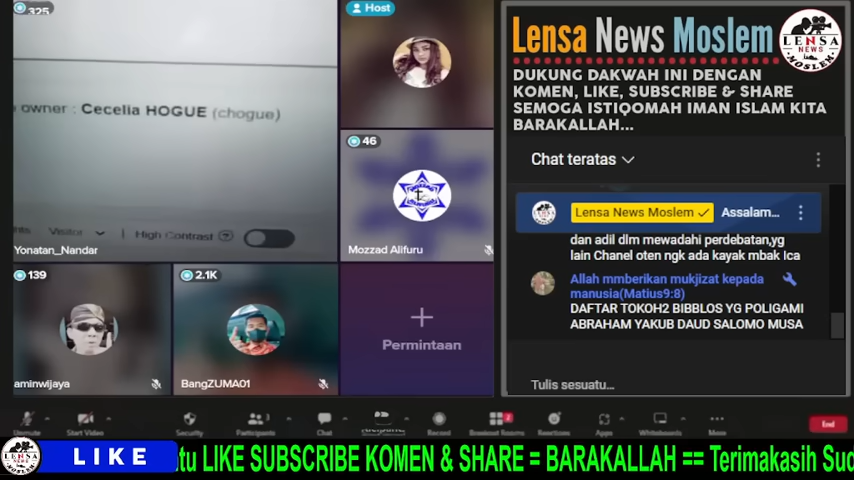 325
owner : Cecelia HOGUE (chogue)
Visitor
High Contrast
Yonatan_Nandar
Host
46
Mozzad Alifuru
139
aminwijaya
2.1K
BangZUMA01
+
Permintaan
Lensa News Moslem
LENSA
NEWS
MOSLEM
DUKUNG DAKWAH INI DENGAN
KOMEN, LIKE, SUBSCRIBE & SHARE
SEMOGA ISTIQOMAH IMAN ISLAM KITA
BARAKALLAH...
Chat teratas
Lensa News Moslem Assalam...
dan adil dlm mewadahi perdebatan,yg
lain Chanel oten ngk ada kayak mbak Ica
Allah mmberikan mukjizat kepada
manusia(Matius9:8)
DAFTAR TOKOH2 BIBBLOS YG POLIGAMI
ABRAHAM YAKUB DAUD SALOMO MUSA
Tulis sesuatu...
Unmute
Start Video
Security
Participants
3
Chat
Record
Breakout Rooms
2
Reactions
Apps
Whiteboards
More
End
LENSA
NEWS
MOSLEM
LIKE
tu LIKE SUBSCRIBE KOMEN & SHARE = BARAKALLAH == Terimakasih Sud